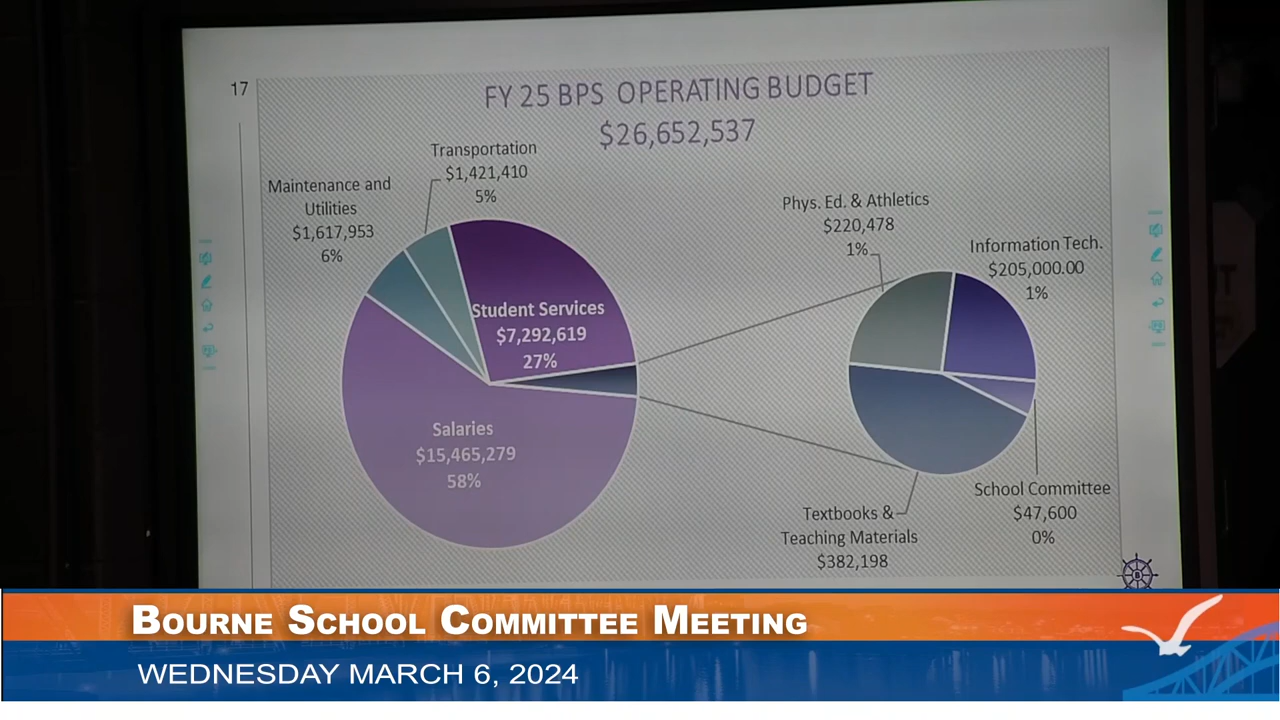 17
FY 25 BPS OPERATING BUDGET
$26,652,537
Transportation
$1,421,410
5%
Maintenance and
Utilities
$1,617,953
6%
Student Services
$7,292,619
27%
Salaries
$15,465,279
58%
Phys. Ed. & Athletics
$220,478
1%
Information Tech.
$205,000.00
1%
School Committee
$47,600
0%
Textbooks &
Teaching Materials
$382,198
BOURNE SCHOOL COMMITTEE MEETING
WEDNESDAY MARCH 6, 2024